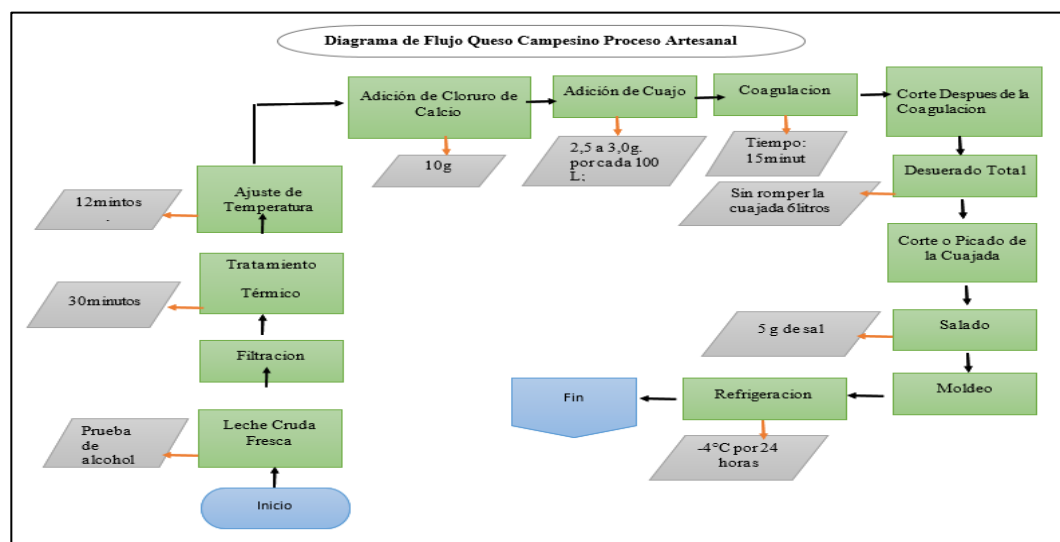 Diagrama de Flujo Queso Campesino Proceso Artesanal
Adición de Cloruro de
Calcio
Adición de Cuajo
Coagulacion
Corte Despues de la
Coagulacion
10g
2,5 a 3,0g.
por cada 100
L;
Tiempo:
15minut
Desuerado Total
Sin romper la
cuajada 6litros
Ajuste de
Temperatura
12mintos
.
Corte o Picado de
la Cuajada
Tratamiento
Térmico
30minutos
Salado
5 g de sal
Filtracion
Moldeo
Refrigeracion
Fin
-4°C por 24
horas
Leche Cruda
Fresca
Prueba
de
alcohol
Inicio